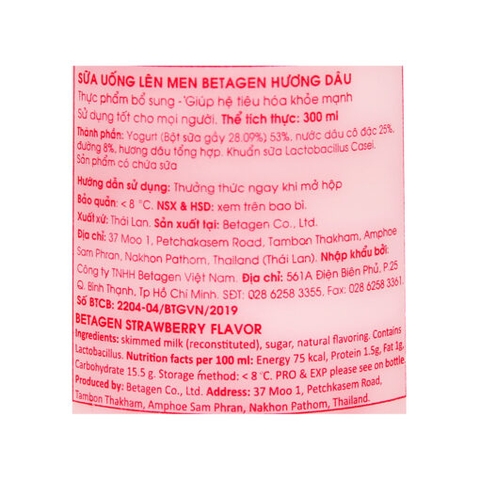 SỮA UỐNG LÊN MEN BETAGEN HƯƠNG DÂU
Thực phẩm bổ sung - 'Giúp hệ tiêu hóa khỏe mạnh
Sử dụng tốt cho mọi người. Thể tích thực: 300 ml
Thành phần: Yogurt (Bột sữa gầy 28.09%) 53%, nước dâu cô đặc 25%,
đường 8%, hương dâu tổng hợp. Khuẩn sữa Lactobacillus Casei.
Sản phẩm có chứa sữa
Hướng dẫn sử dụng: Thưởng thức ngay khi mở hộp
Bảo quản: < 8 °C. NSX & HSD: xem trên bao bì.
Xuất xứ: Thái Lan. Sản xuất tại: Betagen Co., Ltd.
Địa chỉ: 37 Moo 1, Petchakasem Road, Tambon Thakham, Amphoe
Sam Phran, Nakhon Pathom, Thailand (Thái Lan). Nhập khẩu bởi:
Công ty TNHH Betagen Việt Nam. Địa chỉ: 561A Điện Biên Phủ, P.25
Q. Bình Thạnh, Tp Hồ Chí Minh. SĐT: 028 6258 3355. Fax: 028 6258 3361.
Số BTCB: 2204-04/BTGVN/2019
BETAGEN STRAWBERRY FLAVOR
Ingredients: skimmed milk (reconstituted), sugar, natural flavoring. Contains
Lactobacillus. Nutrition facts per 100 ml: Energy 75 kcal, Protein 1.5g, Fat 1g,
Carbohydrate 15.5 g. Storage method: < 8 °C. PRO & EXP please see on bottle.
Produced by: Betagen Co., Ltd. Address: 37 Moo 1, Petchkasem Road,
Tambon Thakham, Amphoe Sam Phran, Nakhon Pathom, Thailand.